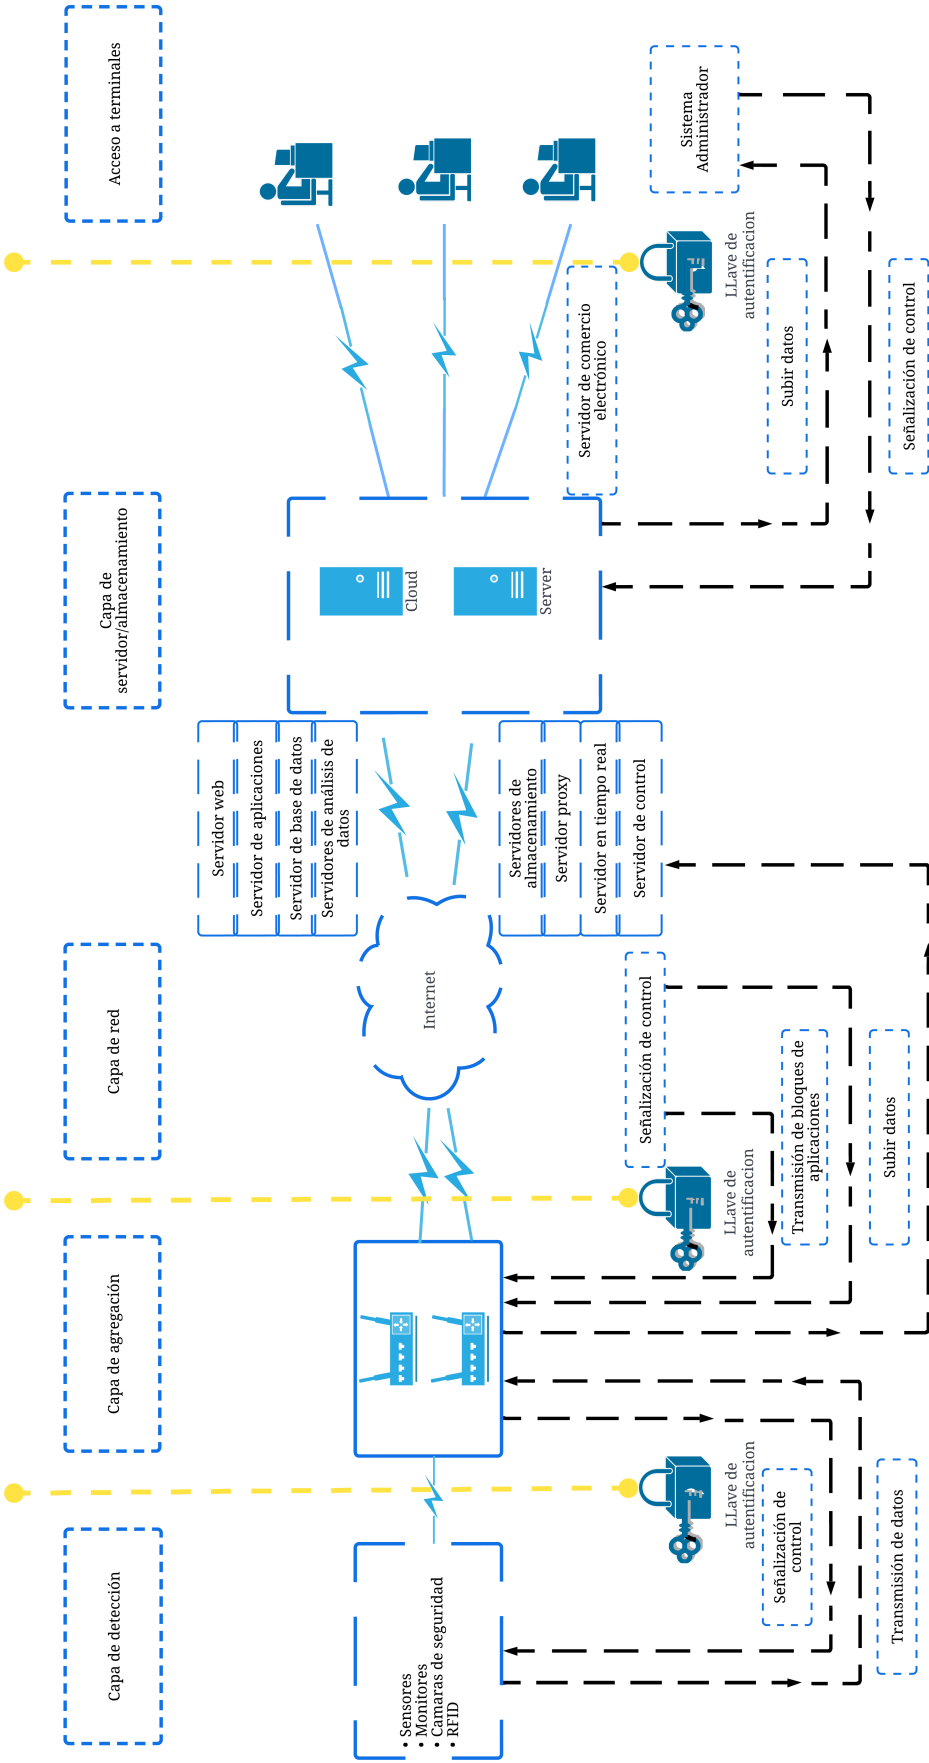 Acceso a terminales
Sistema
Administrador
LLave de
autentificacion
Servidor de comercio
electrónico
Subir datos
Señalización de control
Capa de
servidor/almacenamiento
Cloud
Server
Servidor web
Servidor de aplicaciones
Servidor de base de datos
Servidores de análisis de
datos
Servidores de
almacenamiento
Servidor proxy
Servidor en tiempo real
Servidor de control
Capa de red
Internet
Señalización de control
Transmisión de bloques de
aplicaciones
Subir datos
LLave de
autentificacion
Capa de agregación
LLave de
autentificacion
Señalización de
control
Transmisión de datos
Capa de detección
• Sensores
• Monitores
• Camaras de seguridad
• RFID